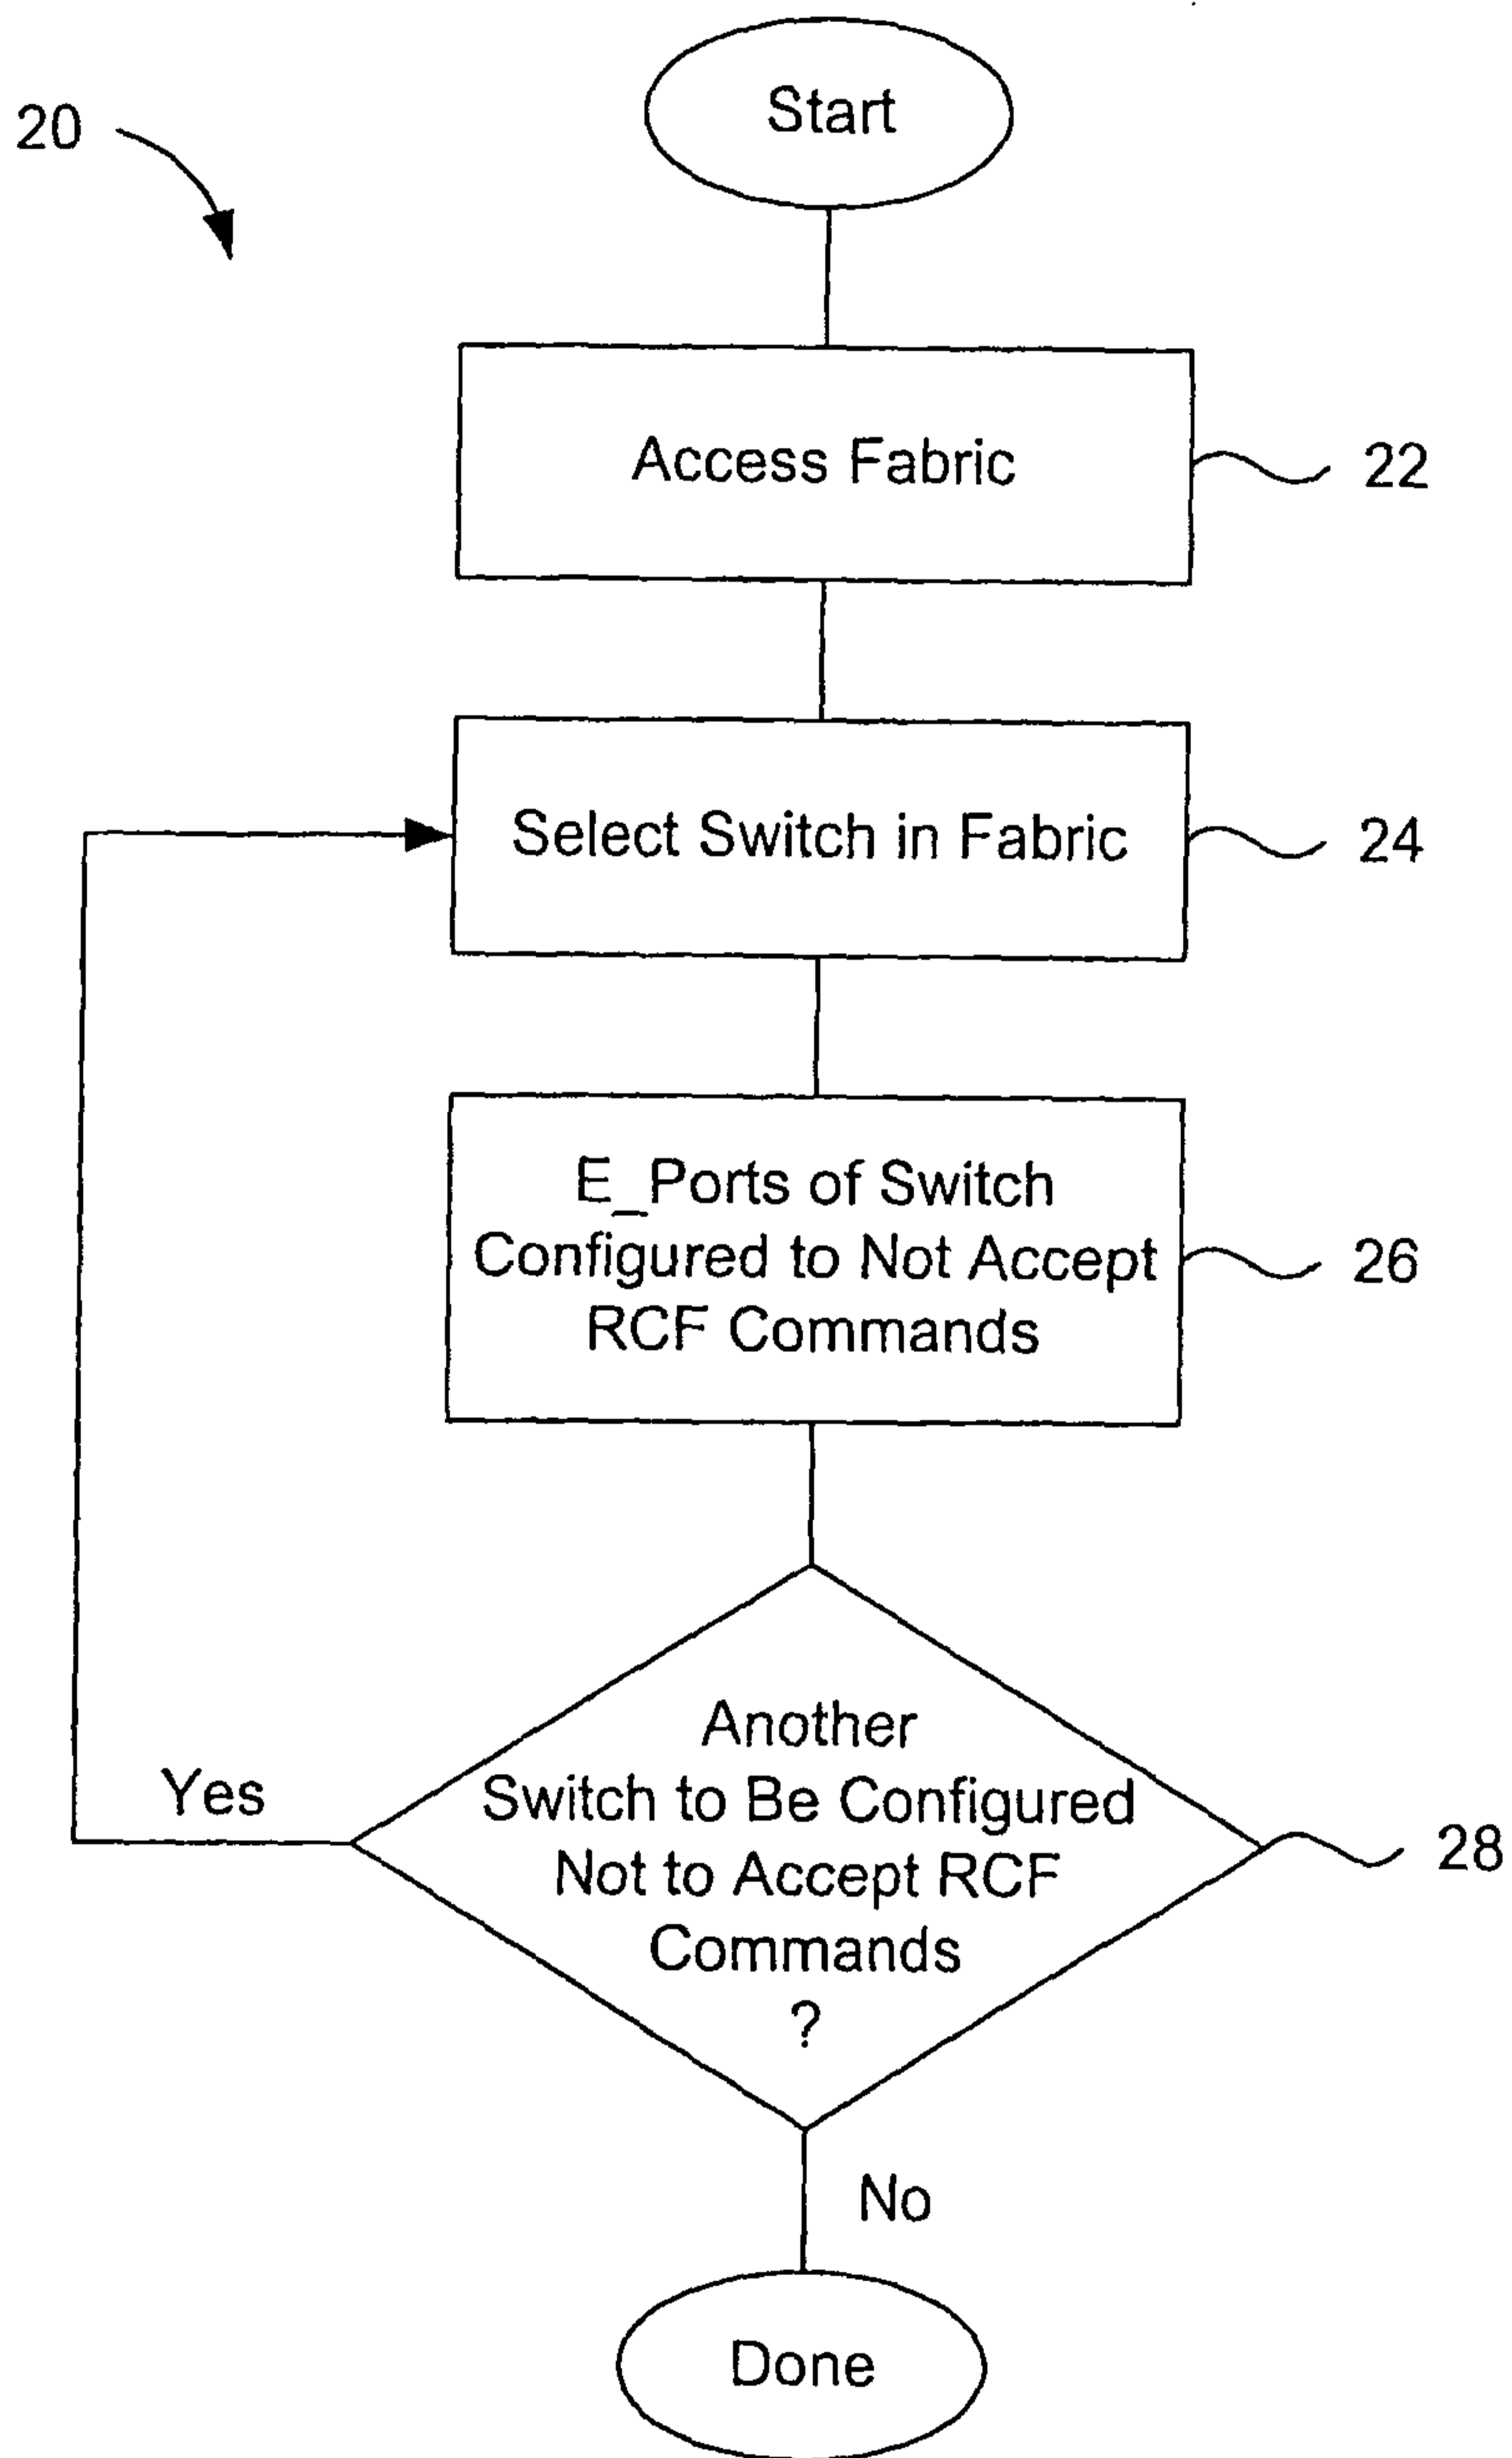 Start
20
Access Fabric
22
Select Switch in Fabric
24
E_Ports of Switch
Configured to Not Accept
RCF Commands
26
Another
Switch to Be Configured
Not to Accept RCF
Commands
?
Yes
28
No
Done